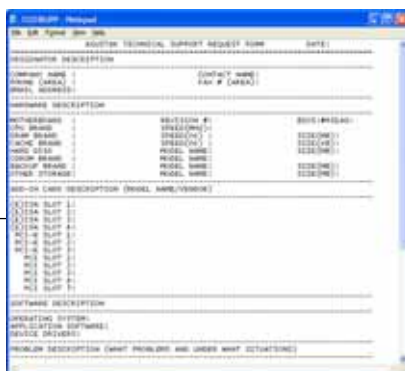 File Edit Format View Help
ASUSTEK TECHNICAL SUPPORT REQUEST FORM DATE:
ORIGINATOR DESCRIPTION
COMPANY NAME : CONTACT NAME:
PHONE (AREA) : FAX # (AREA):
EMAIL ADDRESS:
HARDWARE DESCRIPTION
MOTHERBOARD : REVISION #:
CPU BRAND : SPEED(MHz):
DRAM BRAND : SPEED(ns) : SIZE(MB):
CACHE BRAND : SPEED(ns) : SIZE(KB):
HARD DISK : MODEL NAME: SIZE(MB):
CDROM BRAND : MODEL NAME:
BACKUP BRAND : MODEL NAME: SIZE(MB):
OTHER STORAGE: MODEL NAME: SIZE(MB):
ADD-ON CARD DESCRIPTION (MODEL NAME/VENDOR)
(E)ISA SLOT 1:
(E)ISA SLOT 2:
(E)ISA SLOT 3:
(E)ISA SLOT 4:
PCI-E SLOT 1:
PCI-E SLOT 2:
PCI-E SLOT 3:
PCI SLOT 1:
PCI SLOT 2:
PCI SLOT 3:
PCI SLOT 4:
PCI SLOT 5:
SOFTWARE DESCRIPTION
OPERATING SYSTEM:
APPLICATION SOFTWARE:
DEVICE DRIVERS:
PROBLEM DESCRIPTION (WHAT PROBLEMS AND UNDER WHAT SITUATIONS)